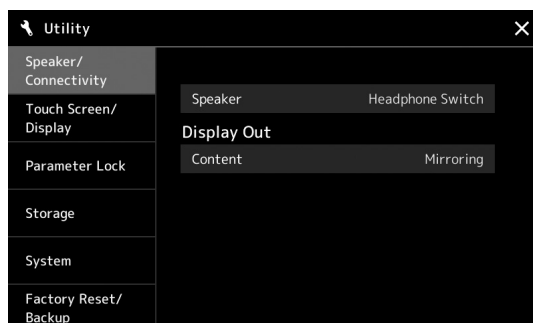 Utility
Speaker/
Connectivity
Touch Screen/
Display
Parameter Lock
Storage
System
Factory Reset/
Backup
Speaker Headphone Switch
Display Out
Content Mirroring